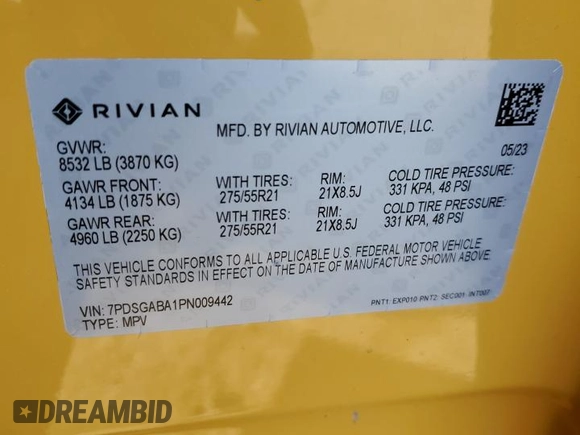 RIVIAN
MFD. BY RIVIAN AUTOMOTIVE, LLC.
GVWR:
8532 LB (3870 KG)
05/23
GAWR FRONT: WITH TIRES: RIM: COLD TIRE PRESSURE:
4134 LB (1875 KG) 275/55R21 21X8.5J 331 KPA, 48 PSI
GAWR REAR: WITH TIRES: RIM: COLD TIRE PRESSURE:
4960 LB (2250 KG) 275/55R21 21X8.5J 331 KPA, 48 PSI
THIS VEHICLE CONFORMS TO ALL APPLICABLE U.S. FEDERAL MOTOR VEHICLE
SAFETY STANDARDS IN EFFECT ON THE DATE OF MANUFACTURE SHOWN ABOVE.
VIN: 7PDSGABA1PN009442
TYPE: MPV
PNT1: EXP010 PNT2: SEC001 INT007
DREAMBID